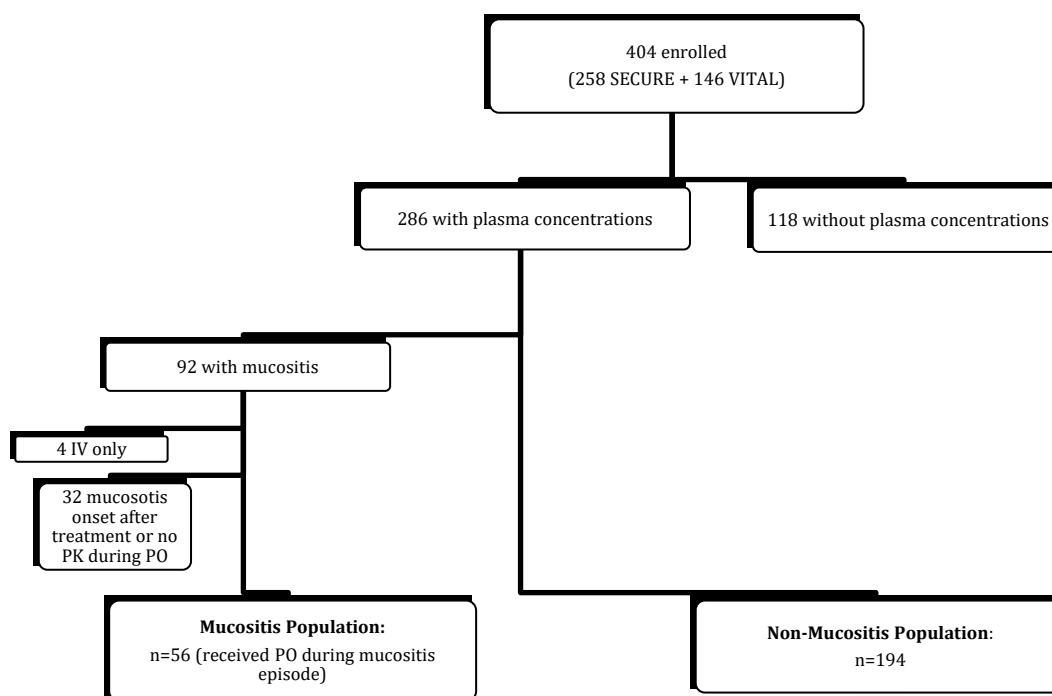 404 enrolled
(258 SECURE + 146 VITAL)
286 with plasma concentrations
118 without plasma concentrations
92 with mucositis
4 IV only
32 mucosotis
onset after
treatment or no
PK during PO
Mucositis Population:
n=56 (received PO during mucositis
episode)
Non-Mucositis Population:
n=194